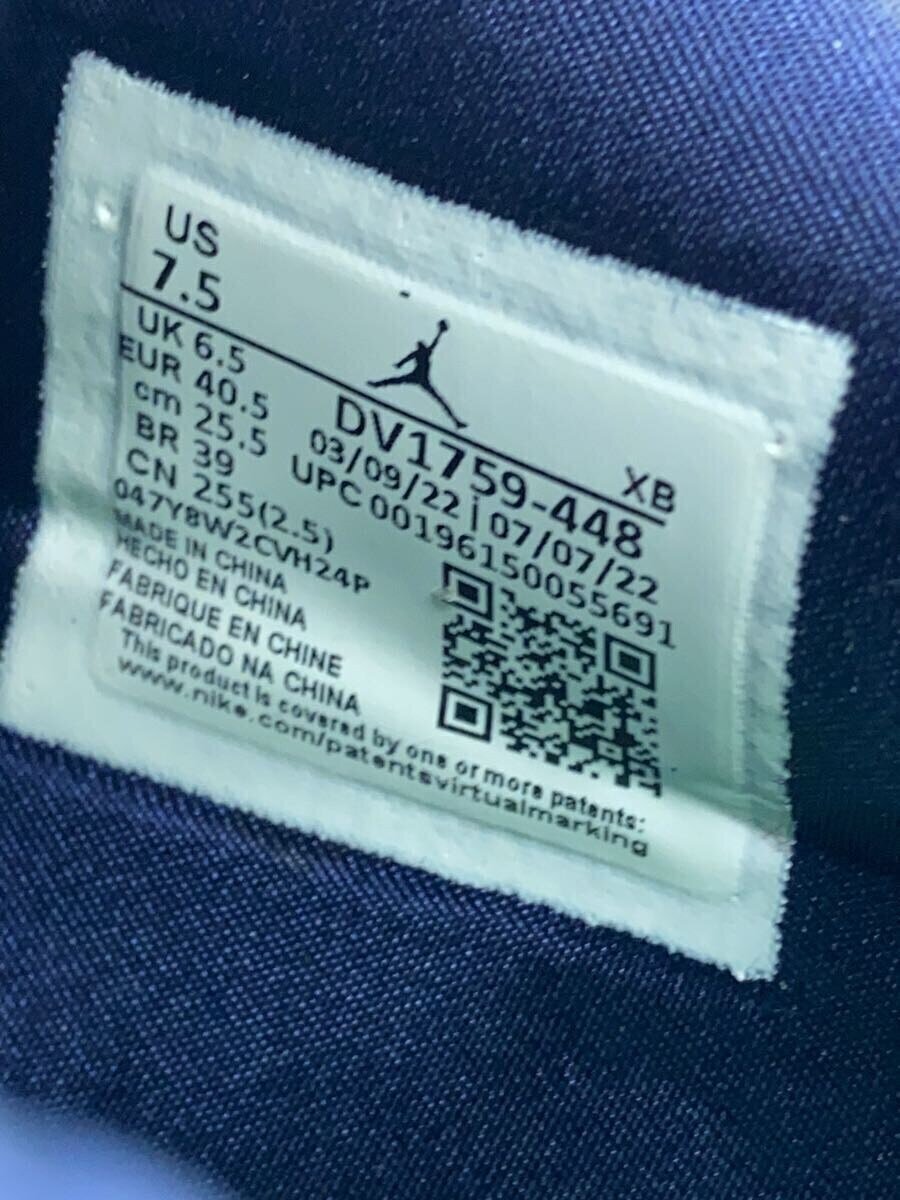 US
7.5
XB
UK 6.5
EUR 40.5
cm 25.5
BR 39
CN 255(2.5)
DV1759-448
03/09/22 | 07/07/22
UPC 00196150055691
047Y8W2CVH24P
MADE IN CHINA
HECHO EN CHINA
FABRIQUE EN CHINE
FABRICADO NA CHINA
This product is covered by one or more patents:
www.nike.com/patentsvirtualmarking